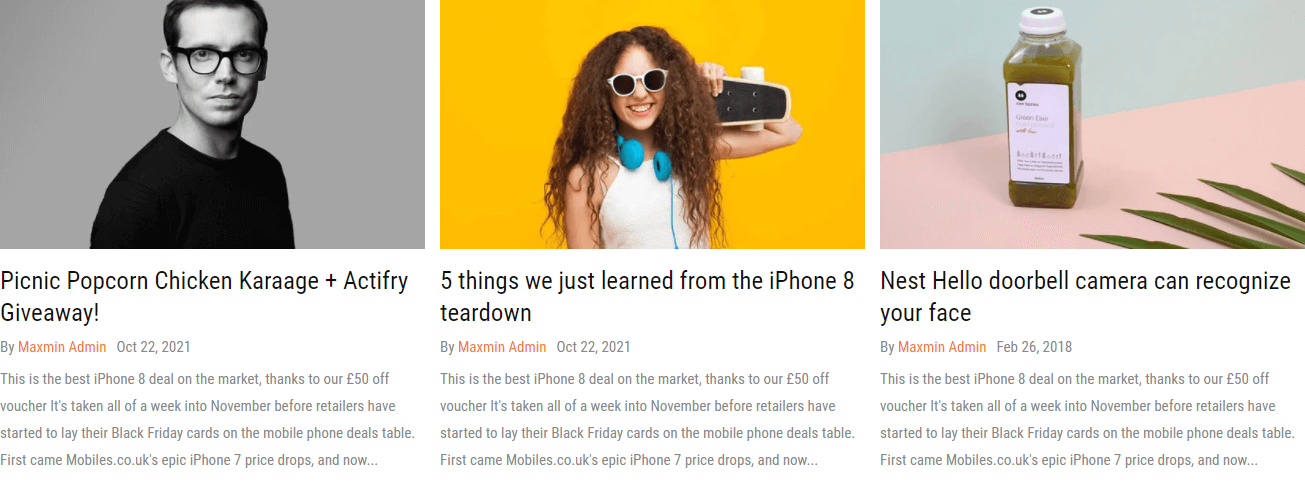 Green Elixir
Picnic Popcorn Chicken Karaage + Actifry
Giveaway!
By Maxmin Admin Oct 22, 2021
This is the best iPhone 8 deal on the market, thanks to our £50 off
voucher It's taken all of a week into November before retailers have
started to lay their Black Friday cards on the mobile phone deals table.
First came Mobiles.co.uk's epic iPhone 7 price drops, and now...
5 things we just learned from the iPhone 8
teardown
By Maxmin Admin Oct 22, 2021
This is the best iPhone 8 deal on the market, thanks to our £50 off
voucher It's taken all of a week into November before retailers have
started to lay their Black Friday cards on the mobile phone deals table.
First came Mobiles.co.uk's epic iPhone 7 price drops, and now...
Nest Hello doorbell camera can recognize
your face
By Maxmin Admin Feb 26, 2018
This is the best iPhone 8 deal on the market, thanks to our £50 off
voucher It's taken all of a week into November before retailers have
started to lay their Black Friday cards on the mobile phone deals table.
First came Mobiles.co.uk's epic iPhone 7 price drops, and now...